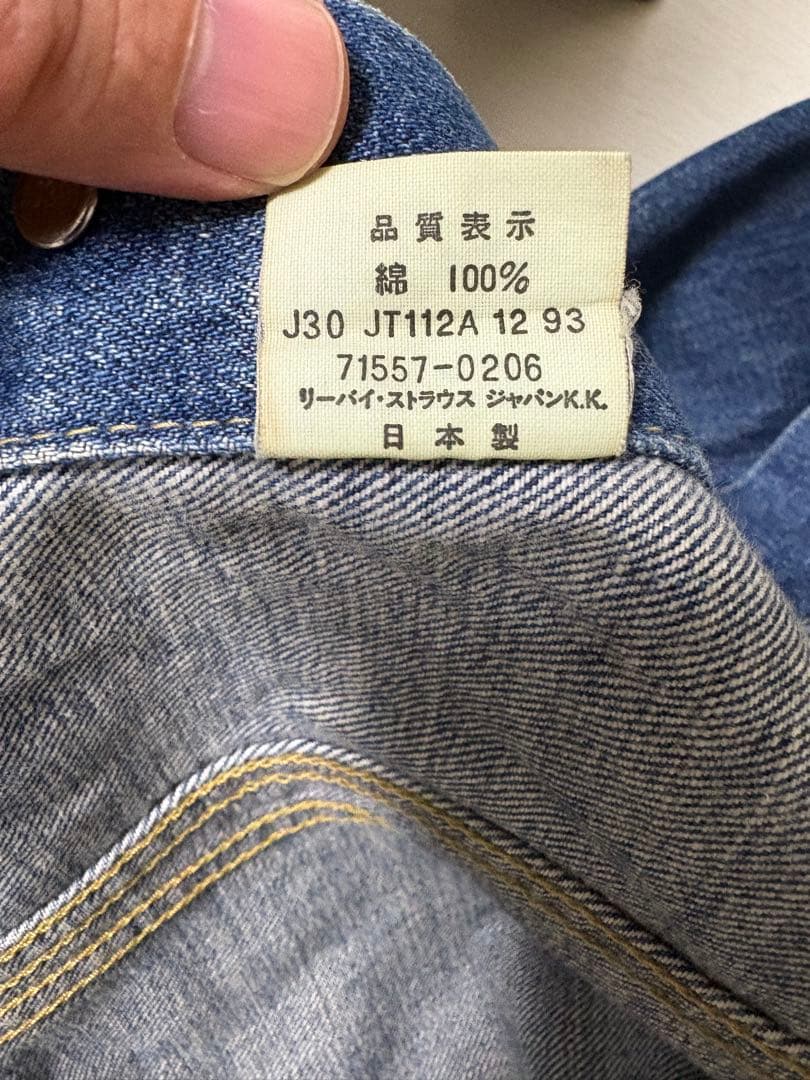 品質表示
綿 100%
J30 JT112A 12 93
71557-0206
リーバイ・ストラウス ジャパンK.K.
日本製